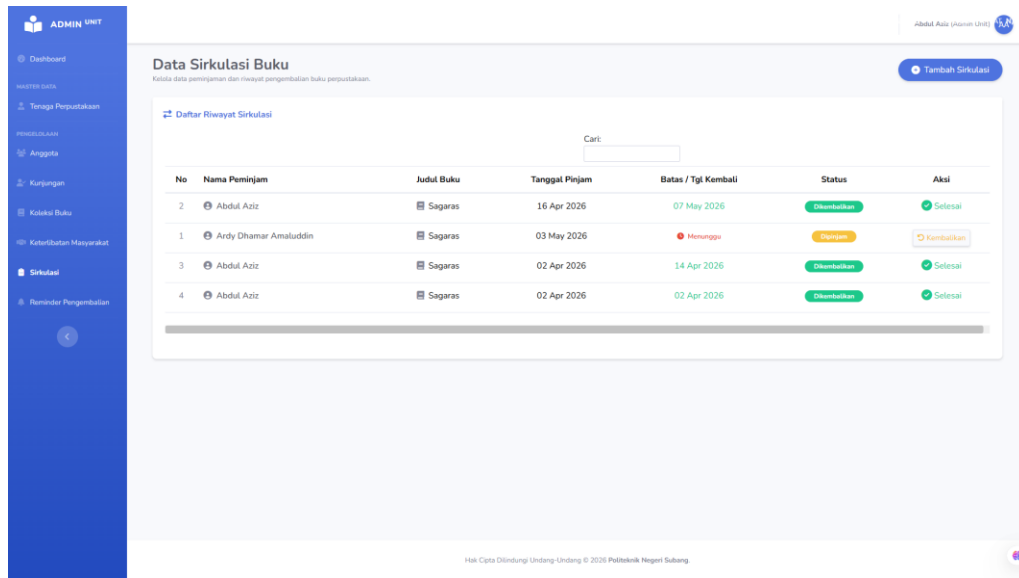 ADMIN UNIT
Abdul Aziz (Admin Unit)
Dashboard
MASTER DATA
Tenaga Perpustakaan
PENGELOLAAN
Anggota
Kunjungan
Koleksi Buku
Keterlibatan Masyarakat
Sirkulasi
Reminder Pengembalian
Data Sirkulasi Buku
Kelola data peminjaman dan riwayat pengembalian buku perpustakaan.
Tambah Sirkulasi
Daftar Riwayat Sirkulasi
Cari:
No Nama Peminjam Judul Buku Tanggal Pinjam Batas / Tgl Kembali Status Aksi
2 Abdul Aziz Sagaras 16 Apr 2026 07 May 2026 Dikembalikan Selesai
1 Ardy Dhamar Amaluddin Sagaras 03 May 2026 Menunggu Dipinjam Kembalikan
3 Abdul Aziz Sagaras 02 Apr 2026 14 Apr 2026 Dikembalikan Selesai
4 Abdul Aziz Sagaras 02 Apr 2026 02 Apr 2026 Dikembalikan Selesai
Hak Cipta Dilindungi Undang-Undang © 2026 Politeknik Negeri Subang.